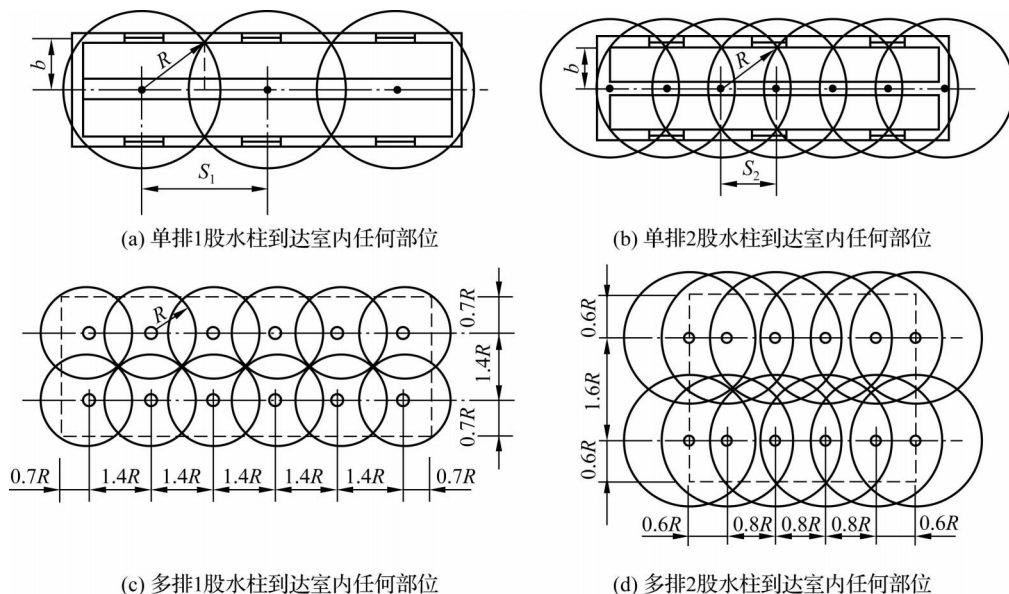 b
R
S₁
(a) 单排1股水柱到达室内任何部位
b
R
S₂
(b) 单排2股水柱到达室内任何部位
R
0.7R
1.4R
0.7R
0.7R 1.4R 1.4R 1.4R 1.4R 1.4R 0.7R
(c) 多排1股水柱到达室内任何部位
0.6R
1.6R
0.6R
0.6R 0.8R 0.8R 0.8R 0.6R
(d) 多排2股水柱到达室内任何部位